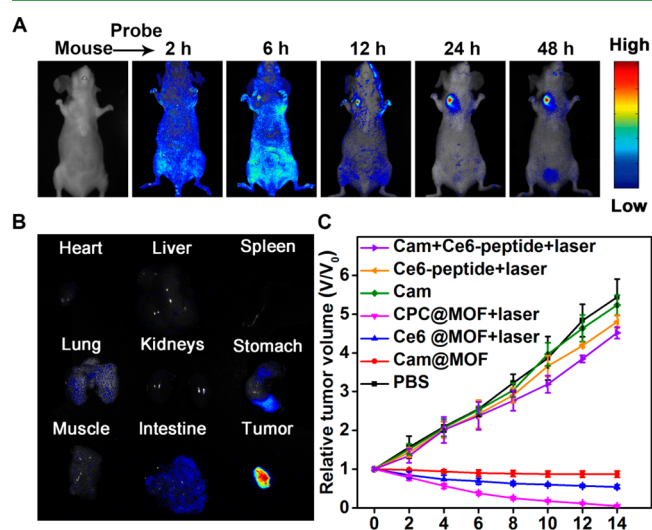 A
Mouse Probe 2 h 6 h 12 h 24 h 48 h High
Low
B
Heart Liver Spleen
Lung Kidneys Stomach
Muscle Intestine Tumor
C
Relative tumor volume (V/V₀)
Cam+Ce6-peptide+laser
Ce6-peptide+laser
Cam
CPC@MOF+laser
Ce6 @MOF+laser
Cam@MOF
PBS
6
5
4
3
2
1
0
0 2 4 6 8 10 12 14